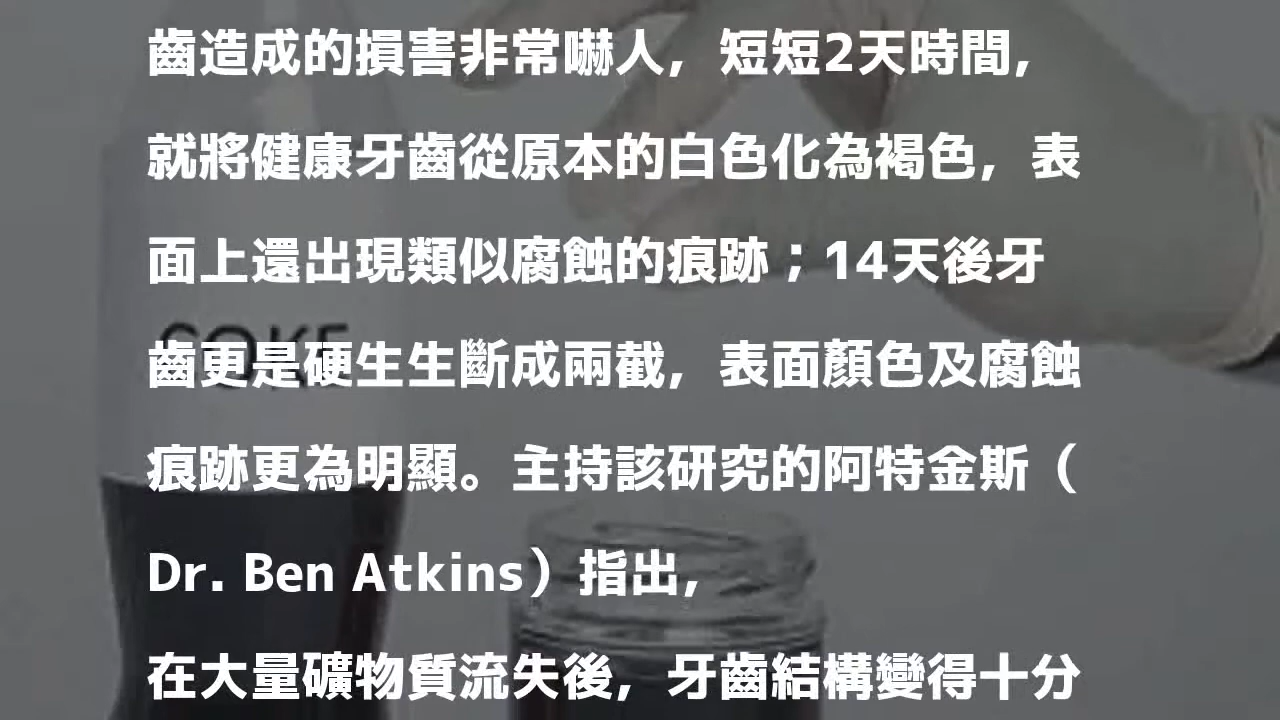 齒造成的損害非常嚇人，短短2天時間，
就將健康牙齒從原本的白色化為褐色，表
面上還出現類似腐蝕的痕跡；14天後牙
COKE
齒更是硬生生斷成兩截，表面顏色及腐蝕
痕跡更為明顯。主持該研究的阿特金斯（
Dr. Ben Atkins）指出，
在大量礦物質流失後，牙齒結構變得十分